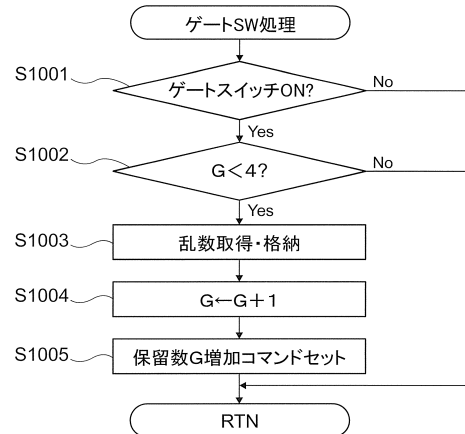 ゲートSW処理
S1001
ゲートスイッチON?
No
Yes
S1002
G<4?
No
Yes
S1003
乱数取得・格納
S1004
G←G+1
S1005
保留数G増加コマンドセット
RTN